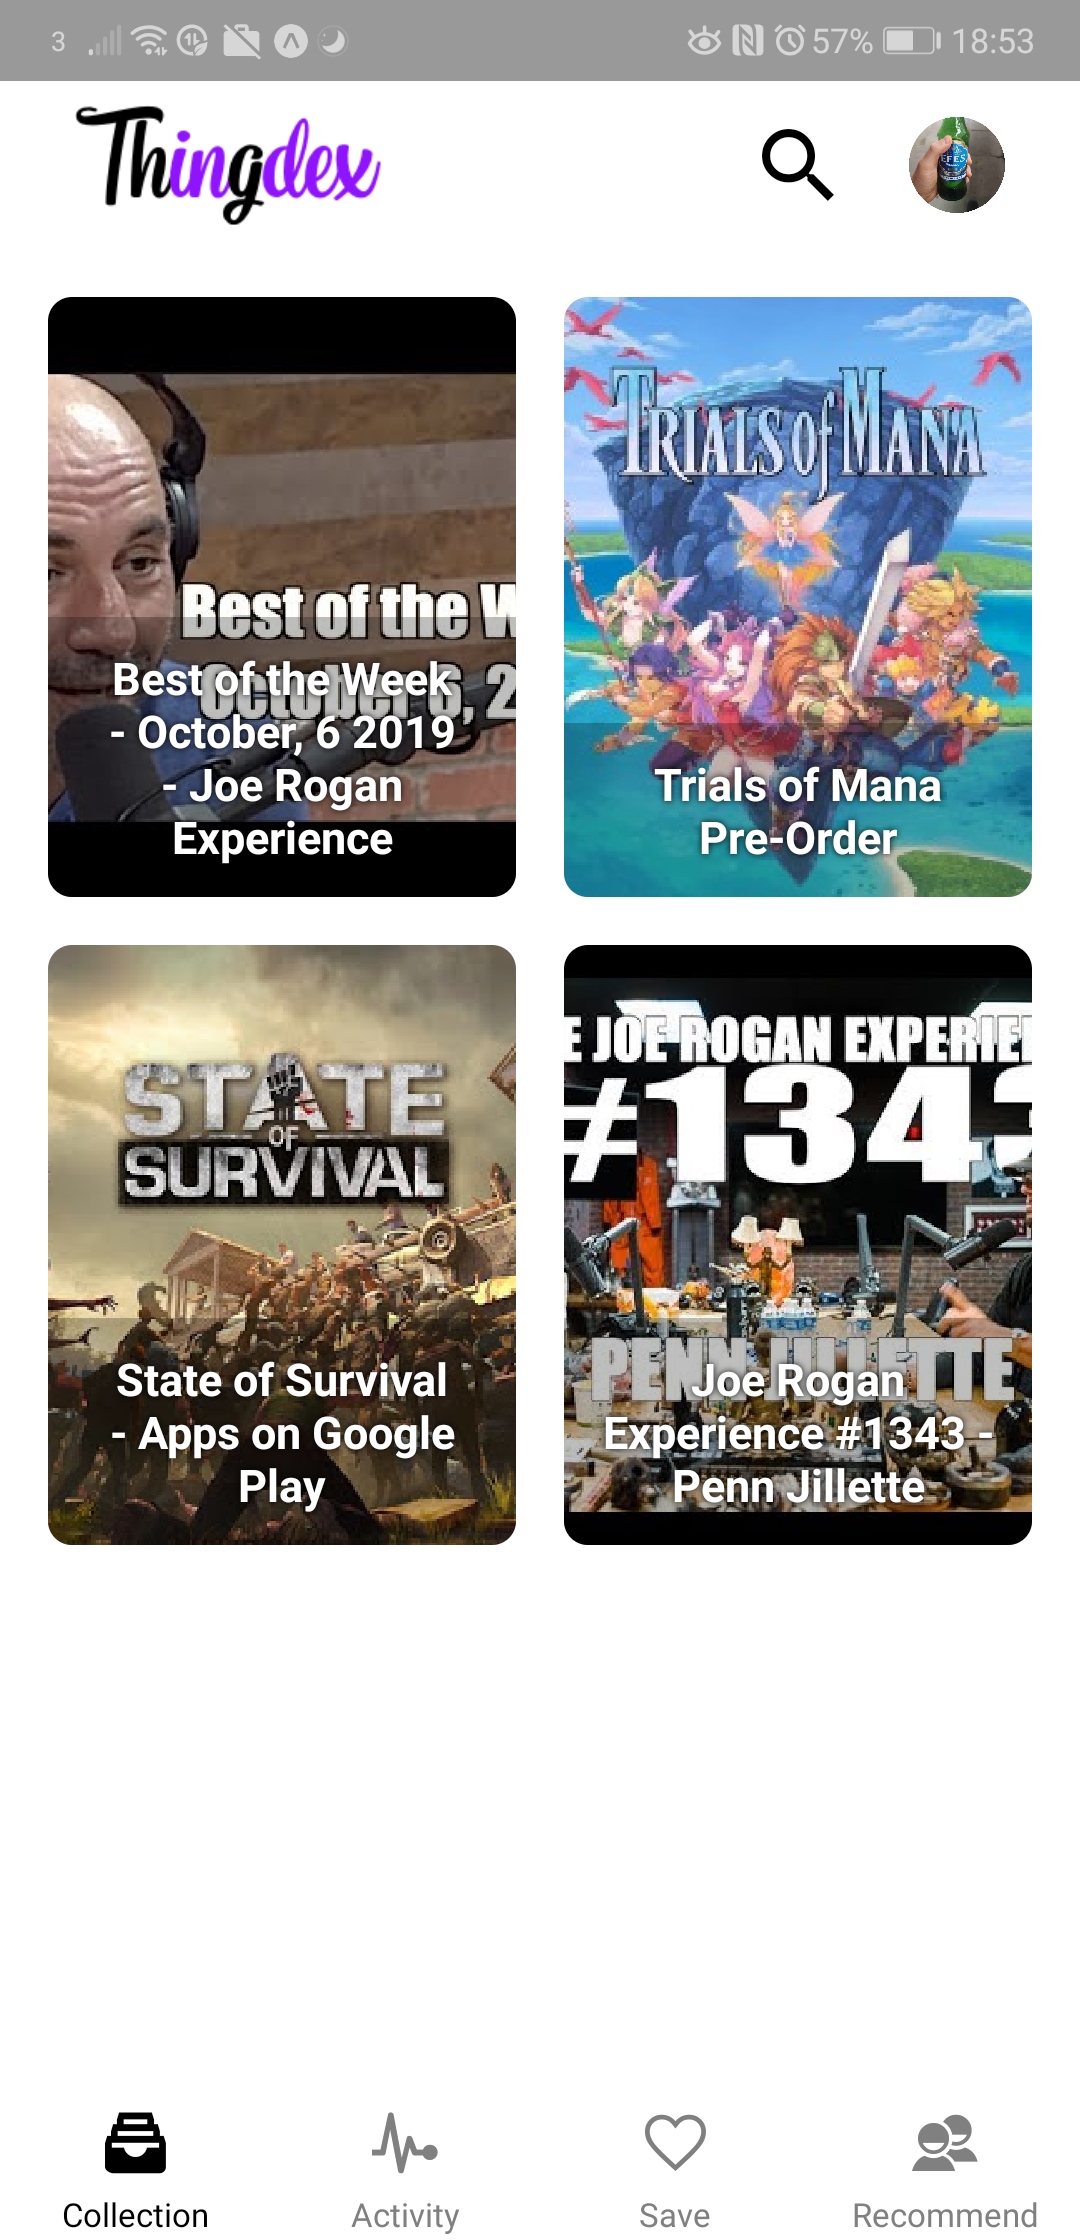 3
57%
18:53
Thingdex
EFES
Best of the W
October 6, 2
Best of the Week
- October, 6 2019
- Joe Rogan
Experience
TRIALS of MANA
Trials of Mana
Pre-Order
STATE
OF
SURVIVAL
State of Survival
- Apps on Google
Play
E JOE ROGAN EXPERIE
#1343
PENN JILLETTE
Joe Rogan
Experience #1343 -
Penn Jillette
Collection
Activity
Save
Recommend